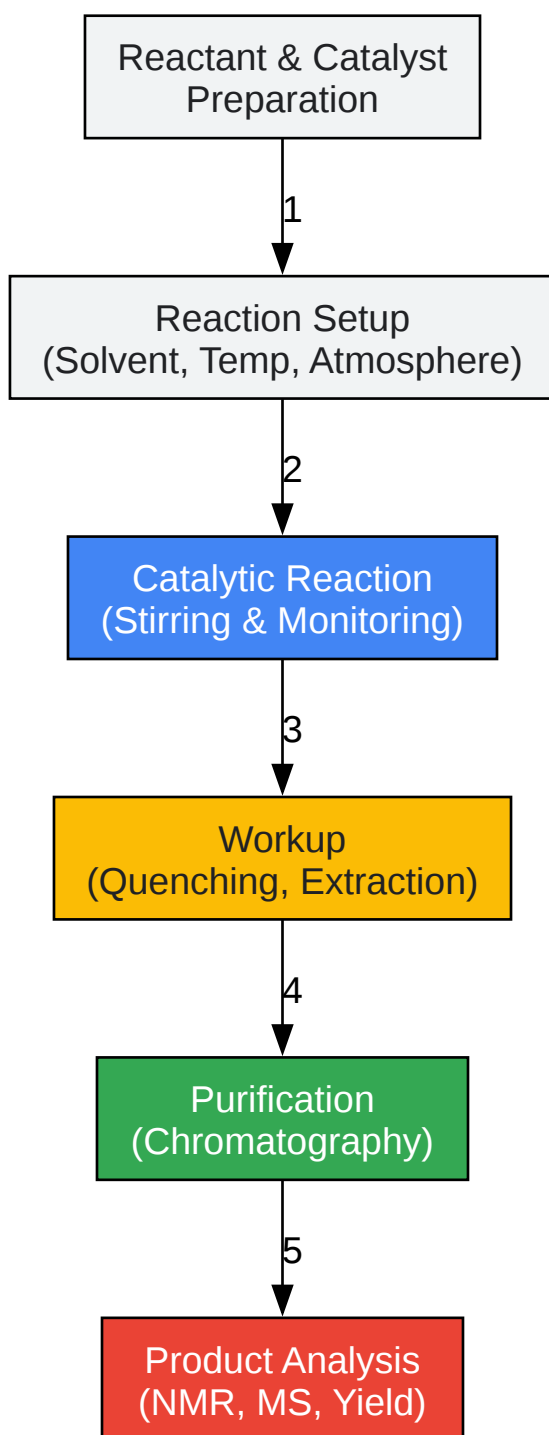 Reactant & Catalyst
Preparation
1
Reaction Setup
(Solvent, Temp, Atmosphere)
2
Catalytic Reaction
(Stirring & Monitoring)
3
Workup
(Quenching, Extraction)
4
Purification
(Chromatography)
5
Product Analysis
(NMR, MS, Yield)